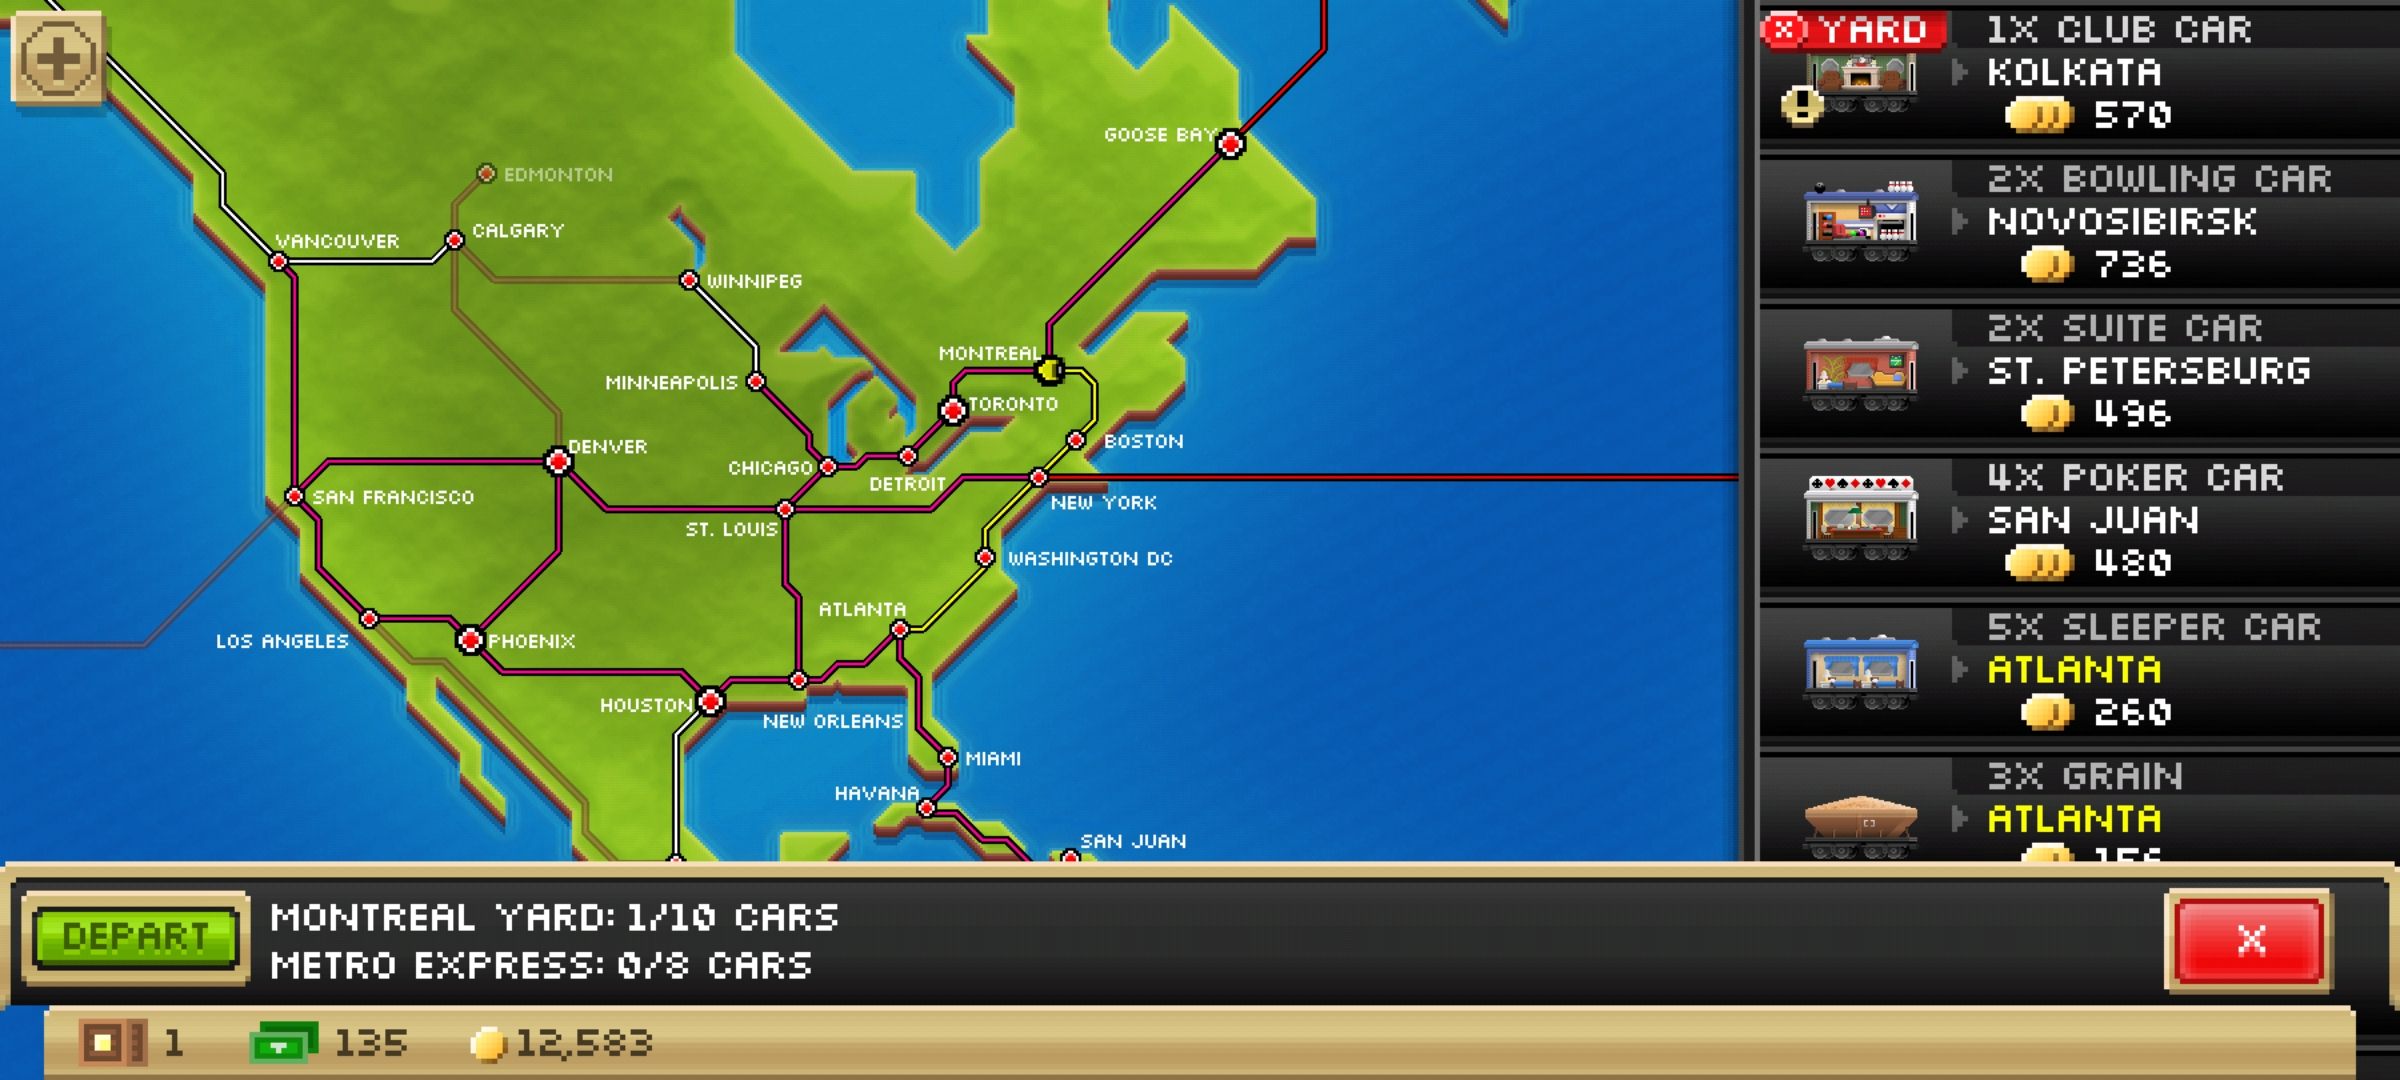 GOOSE BAY
EDMONTON
CALGARY
VANCOUVER
WINNIPEG
MONTREAL
MINNEAPOLIS
TORONTO
DENVER
BOSTON
CHICAGO
DETROIT
SAN FRANCISCO
NEW YORK
ST. LOUIS
WASHINGTON DC
ATLANTA
LOS ANGELES
PHOENIX
HOUSTON
NEW ORLEANS
MIAMI
HAVANA
SAN JUAN
X YARD
1X CLUB CAR
KOLKATA
570
2X BOWLING CAR
NOVOSIBIRSK
736
2X SUITE CAR
ST. PETERSBURG
496
4X POKER CAR
SAN JUAN
480
5X SLEEPER CAR
ATLANTA
260
3X GRAIN
ATLANTA
DEPART
MONTREAL YARD: 1/10 CARS
METRO EXPRESS: 0/8 CARS
X
1
135
12,583